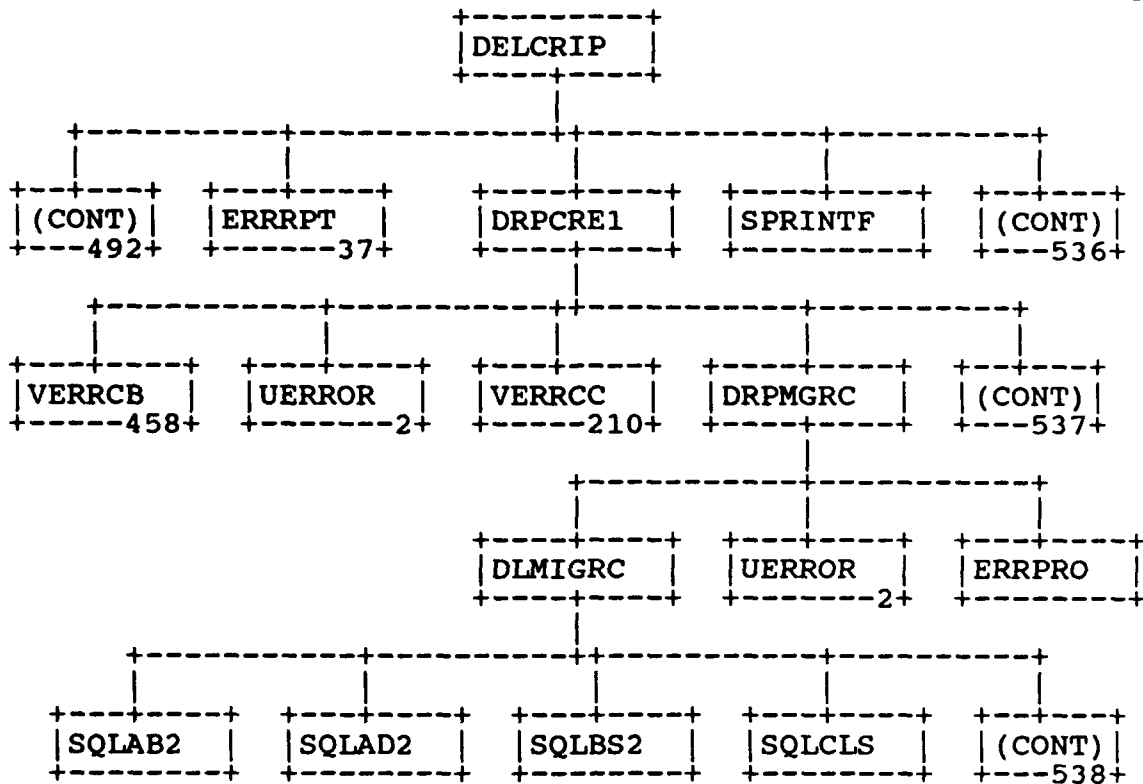 DELCRIP
(CONT) ERRRPT DRPCRE1 SPRINTF (CONT)
492 37 536
VERRCB UERROR VERRCC DRPMGRC (CONT)
458 2 210 537
DLMIGRC UERROR ERRPRO
2
SQLAB2 SQLAD2 SQLBS2 SQLCLS (CONT)
538